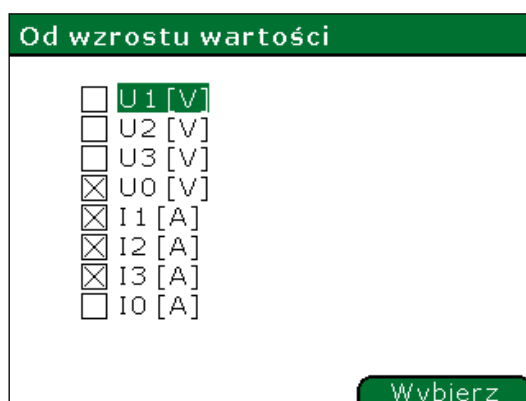 Od wzrostu wartości
U1 [V]
U2 [V]
U3 [V]
U0 [V]
I1 [A]
I2 [A]
I3 [A]
I0 [A]
Wybierz